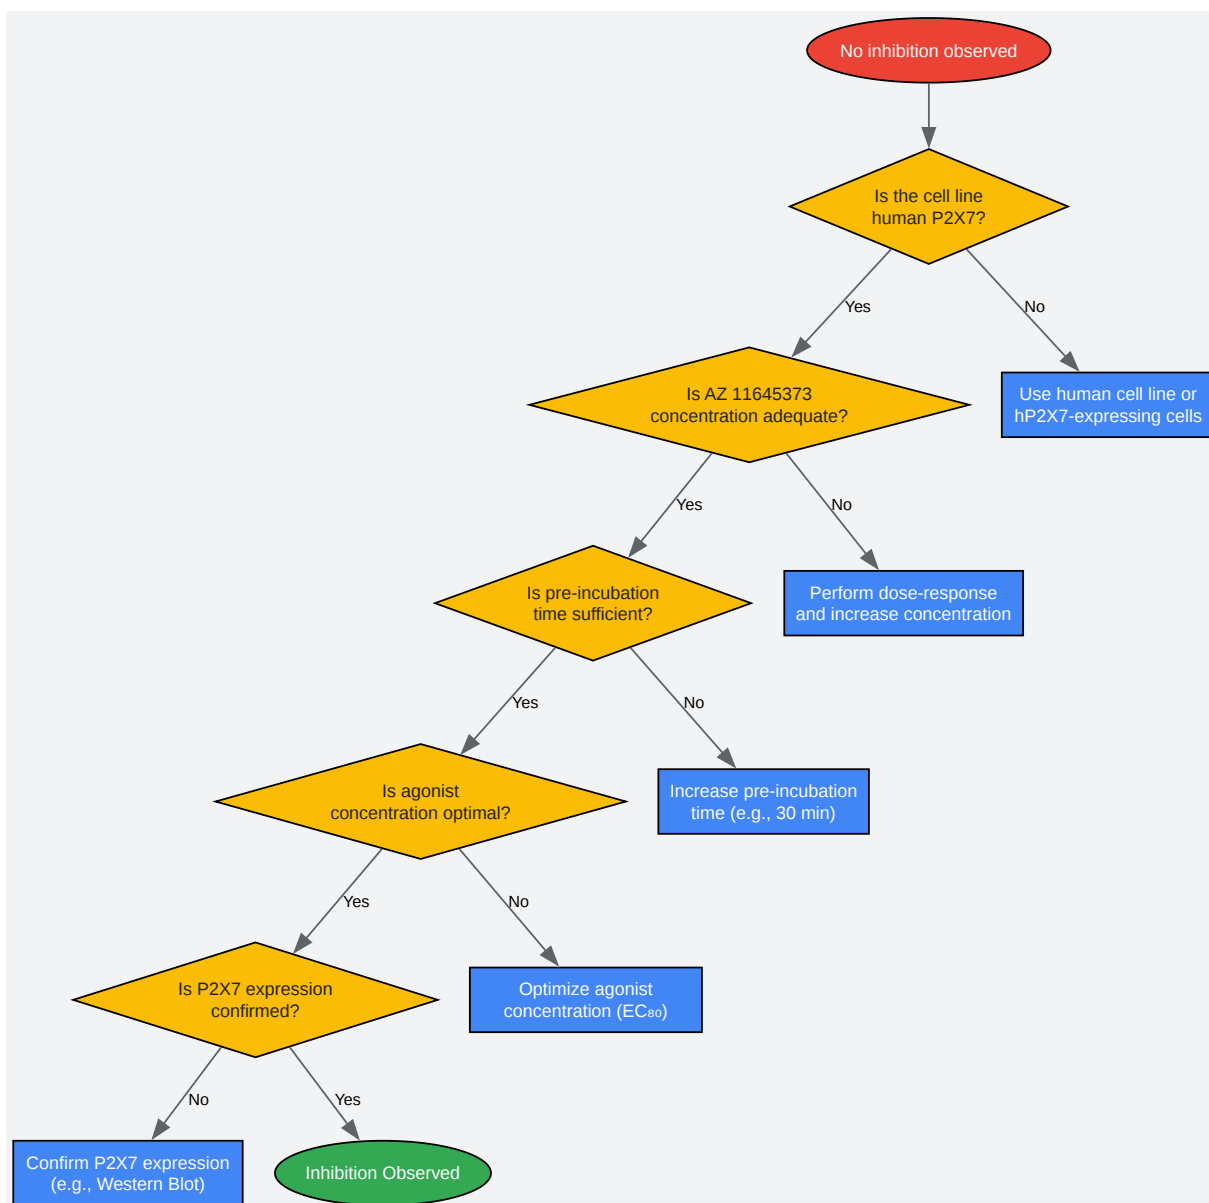 No inhibition observed
Is the cell line
human P2X7?
Yes
No
Is AZ 11645373
concentration adequate?
Use human cell line or
hP2X7-expressing cells
Yes
No
Is pre-incubation
time sufficient?
Perform dose-response
and increase concentration
Yes
No
Is agonist
concentration optimal?
Increase pre-incubation
time (e.g., 30 min)
Yes
No
Is P2X7 expression
confirmed?
Optimize agonist
concentration (EC₈₀)
No
Yes
Confirm P2X7 expression
(e.g., Western Blot)
Inhibition Observed